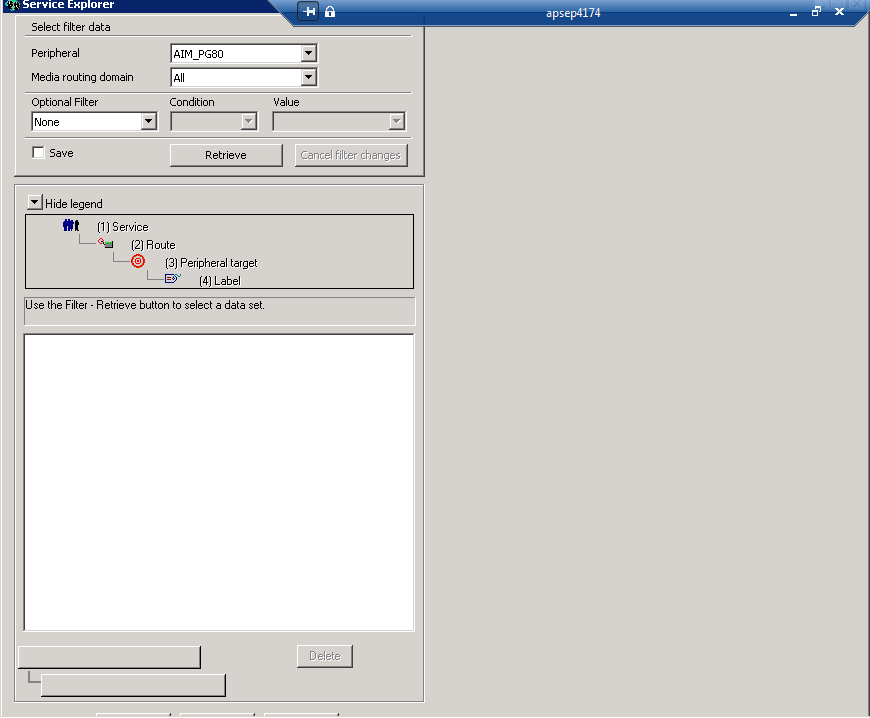 Service Explorer
apsep4174
Select filter data
Peripheral AIM_PG80
Media routing domain All
Optional Filter Condition Value
None
Save Retrieve Cancel filter changes
Hide legend
(1) Service
(2) Route
(3) Peripheral target
(4) Label
Use the Filter - Retrieve button to select a data set.
Delete